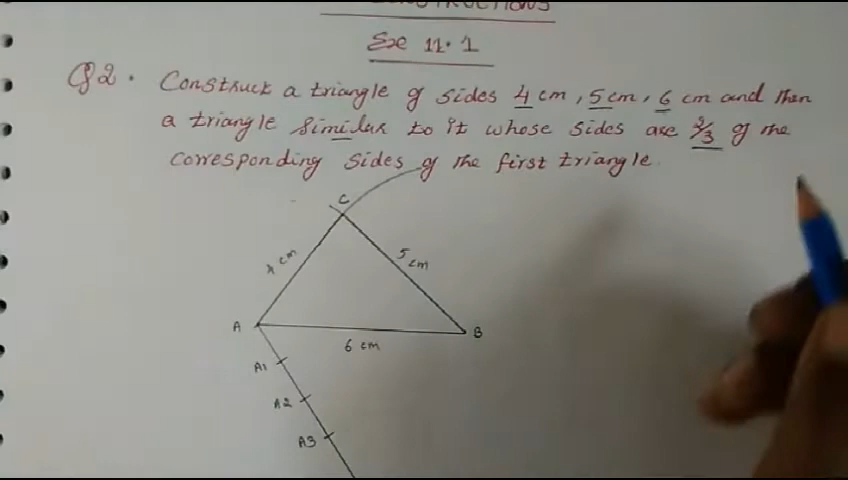 Exe 11.1
Q2. Construct a triangle of sides 4 cm, 5 cm, 6 cm and then
a triangle similar to it whose sides are 2/3 of the
corresponding sides of the first triangle.
C
4 cm
5 cm
A
B
6 cm
A1
A2
A3